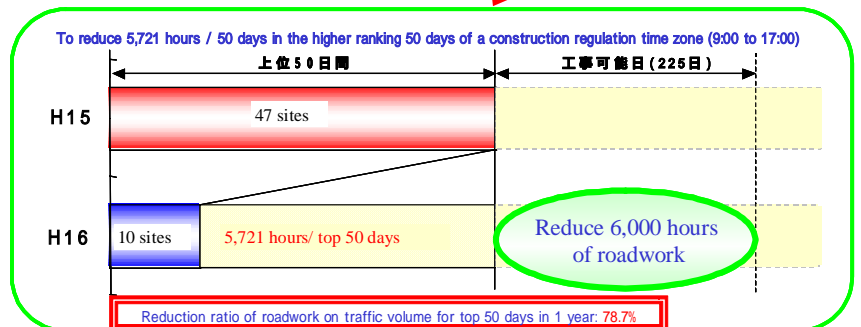 To reduce 5,721 hours / 50 days in the higher ranking 50 days of a construction regulation time zone (9:00 to 17:00)
上位50日間 工事可能日(225日)
H15 47 sites
H16 10 sites 5,721 hours/ top 50 days Reduce 6,000 hours
of roadwork
Reduction ratio of roadwork on traffic volume for top 50 days in 1 year: 78.7%